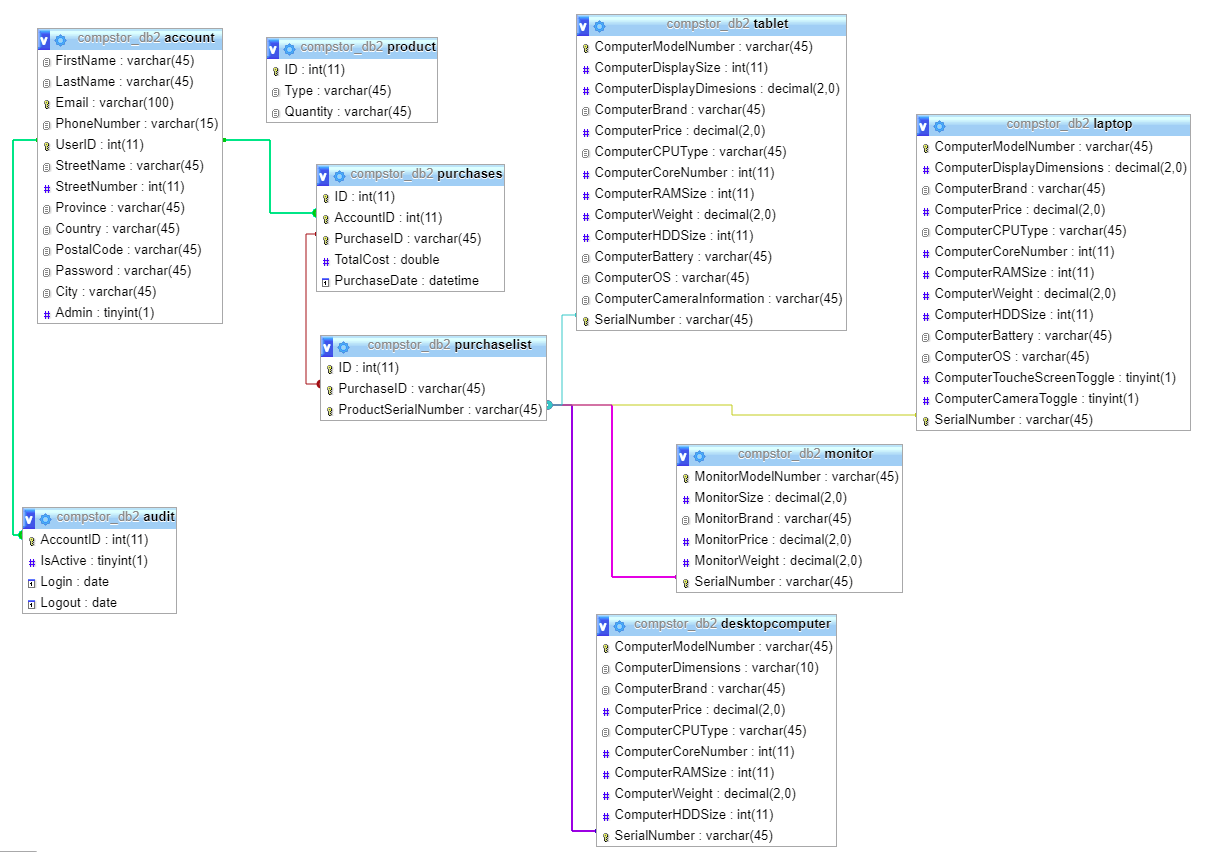 compstor_db2 account
FirstName : varchar(45)
LastName : varchar(45)
Email : varchar(100)
PhoneNumber : varchar(15)
UserID : int(11)
StreetName : varchar(45)
StreetNumber : int(11)
Province : varchar(45)
Country : varchar(45)
PostalCode : varchar(45)
Password : varchar(45)
City : varchar(45)
Admin : tinyint(1)
compstor_db2 product
ID : int(11)
Type : varchar(45)
Quantity : varchar(45)
compstor_db2 purchases
ID : int(11)
AccountID : int(11)
PurchaseID : varchar(45)
TotalCost : double
PurchaseDate : datetime
compstor_db2 purchaselist
ID : int(11)
PurchaseID : varchar(45)
ProductSerialNumber : varchar(45)
compstor_db2 audit
AccountID : int(11)
IsActive : tinyint(1)
Login : date
Logout : date
compstor_db2 tablet
ComputerModelNumber : varchar(45)
ComputerDisplaySize : int(11)
ComputerDisplayDimesions : decimal(2,0)
ComputerBrand : varchar(45)
ComputerPrice : decimal(2,0)
ComputerCPUType : varchar(45)
ComputerCoreNumber : int(11)
ComputerRAMSize : int(11)
ComputerWeight : decimal(2,0)
ComputerHDDSize : int(11)
ComputerBattery : varchar(45)
ComputerOS : varchar(45)
ComputerCameraInformation : varchar(45)
SerialNumber : varchar(45)
compstor_db2 laptop
ComputerModelNumber : varchar(45)
ComputerDisplayDimensions : decimal(2,0)
ComputerBrand : varchar(45)
ComputerPrice : decimal(2,0)
ComputerCPUType : varchar(45)
ComputerCoreNumber : int(11)
ComputerRAMSize : int(11)
ComputerWeight : decimal(2,0)
ComputerHDDSize : int(11)
ComputerBattery : varchar(45)
ComputerOS : varchar(45)
ComputerToucheScreenToggle : tinyint(1)
ComputerCameraToggle : tinyint(1)
SerialNumber : varchar(45)
compstor_db2 monitor
MonitorModelNumber : varchar(45)
MonitorSize : decimal(2,0)
MonitorBrand : varchar(45)
MonitorPrice : decimal(2,0)
MonitorWeight : decimal(2,0)
SerialNumber : varchar(45)
compstor_db2 desktopcomputer
ComputerModelNumber : varchar(45)
ComputerDimensions : varchar(10)
ComputerBrand : varchar(45)
ComputerPrice : decimal(2,0)
ComputerCPUType : varchar(45)
ComputerCoreNumber : int(11)
ComputerRAMSize : int(11)
ComputerWeight : decimal(2,0)
ComputerHDDSize : int(11)
SerialNumber : varchar(45)